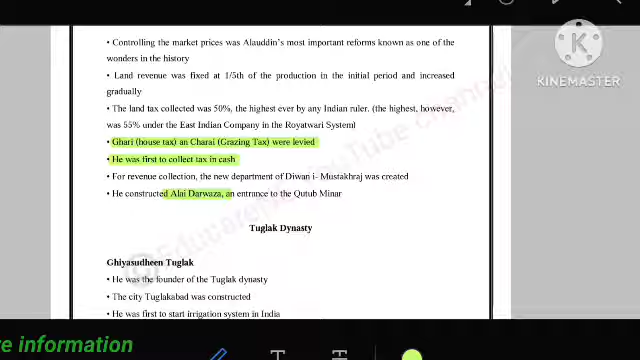 KINEMASTER
• Controlling the market prices was Alauddin's most important reforms known as one of the
wonders in the history
• Land revenue was fixed at 1/5th of the production in the initial period and increased
gradually
• The land tax collected was 50%, the highest ever by any Indian ruler. (the highest, however,
was 55% under the East Indian Company in the Royatwari System)
• Ghari (house tax) an Charai (Grazing Tax) were levied
• He was first to collect tax in cash
• For revenue collection, the new department of Diwan i- Mustakhraj was created
• He constructed Alai Darwaza, an entrance to the Qutub Minar
Tuglak Dynasty
Ghiyasudheen Tuglak
• He was the founder of the Tuglak dynasty
• The city Tuglakabad was constructed
• He was first to start irrigation system in India
re information